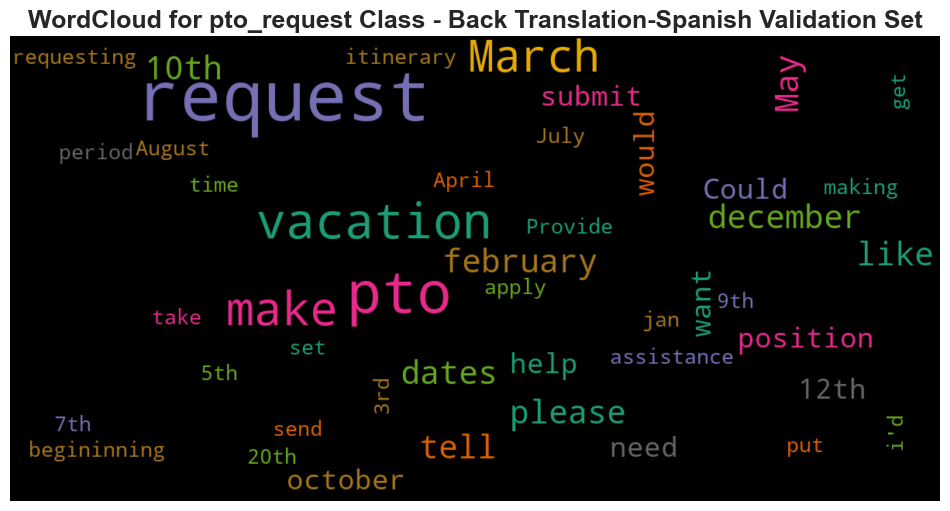 WordCloud for pto_request Class - Back Translation-Spanish Validation Set
requesting
10th
itinerary
March
May
get
request
submit
July
would
period
August
time
April
Could
making
vacation
Provide
december
february
like
pto
apply
want
9th
make
take
jan
position
set
assistance
5th
dates
help
3rd
12th
please
7th
send
tell
need
put
i'd
begininning
20th
october